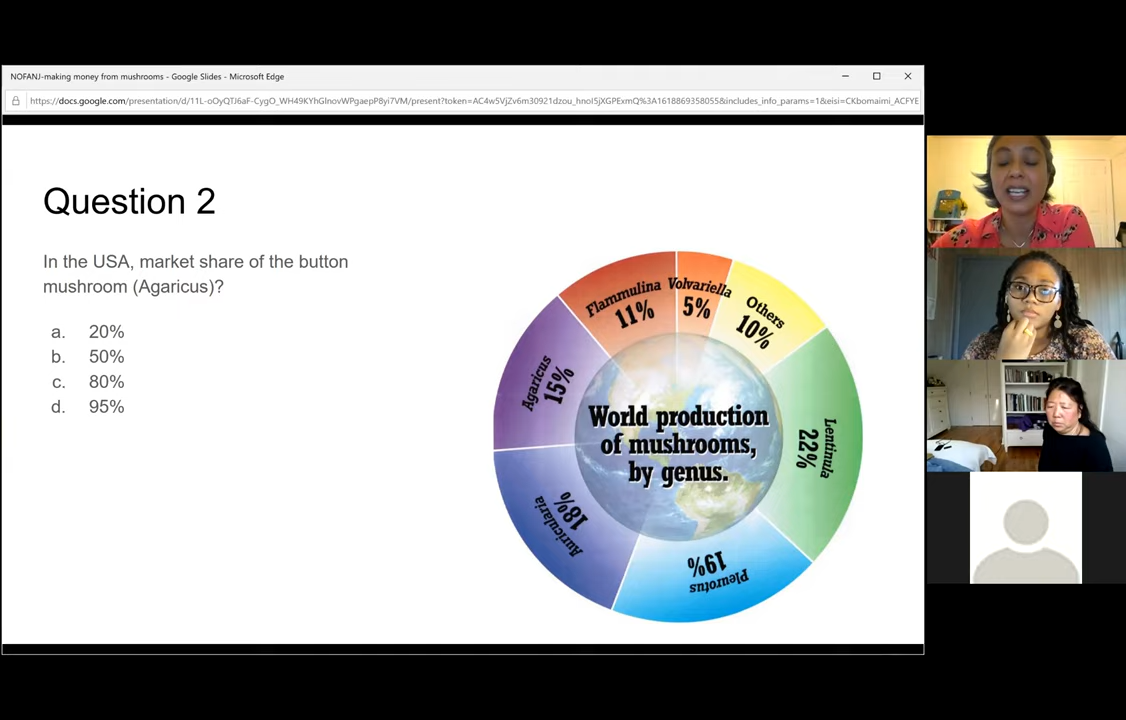 NOFANJ-making money from mushrooms - Google Slides - Microsoft Edge
https://docs.google.com/presentation/d/11L-oOyQTJ6aF-CygO_WH49KYhGInovWPgaepP8yi7VM/present?token=AC4w5VjZv6m30921dzou_hnoI5jXGPExmQ%3A1618869358055&includes_info_params=1&eisi=CKbomaimi_ACFYE
Question 2
In the USA, market share of the button
mushroom (Agaricus)?
a. 20%
b. 50%
c. 80%
d. 95%
Flammulina
11%
Volvariella
5%
Others
10%
Agaricus
15%
Lentinula
22%
World production
of mushrooms,
by genus.
Auricularia
18%
Pleurotus
19%